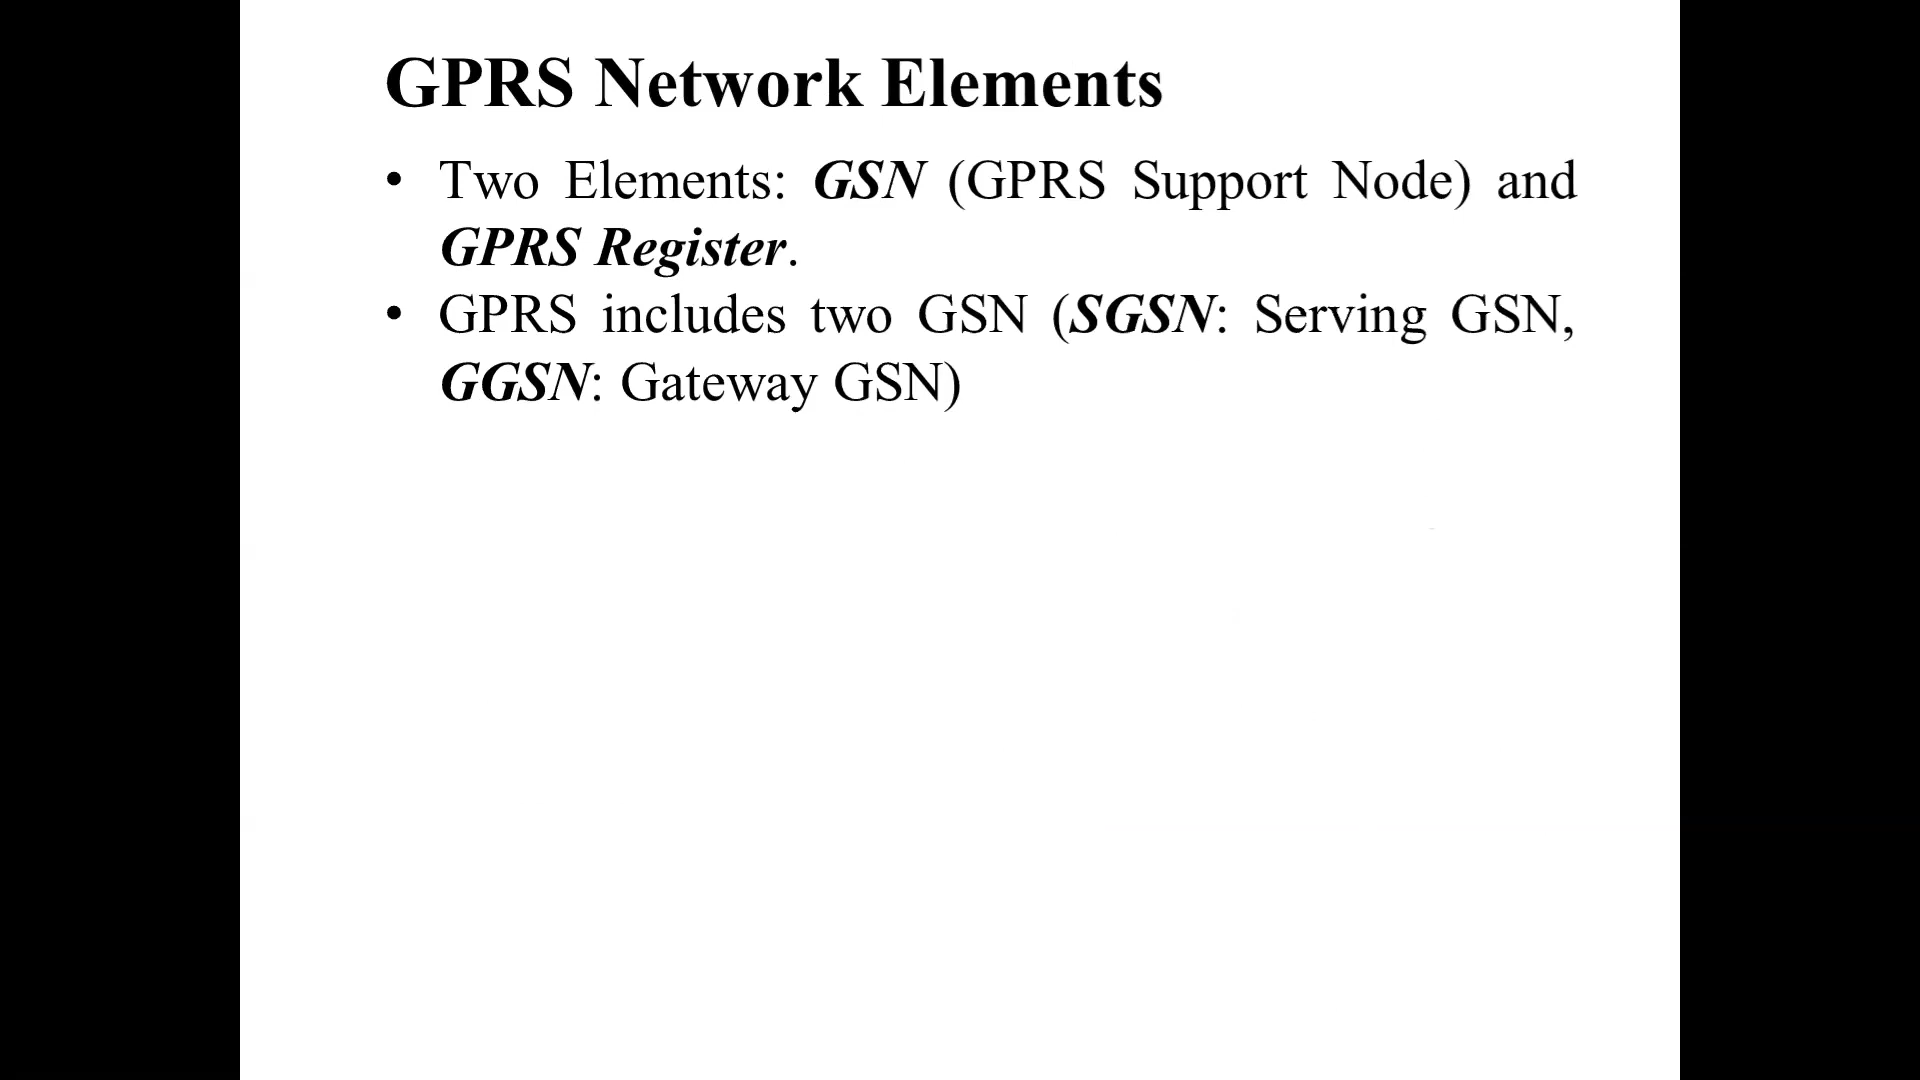 GPRS Network Elements
• Two Elements: GSN (GPRS Support Node) and
GPRS Register.
• GPRS includes two GSN (SGSN: Serving GSN,
GGSN: Gateway GSN)